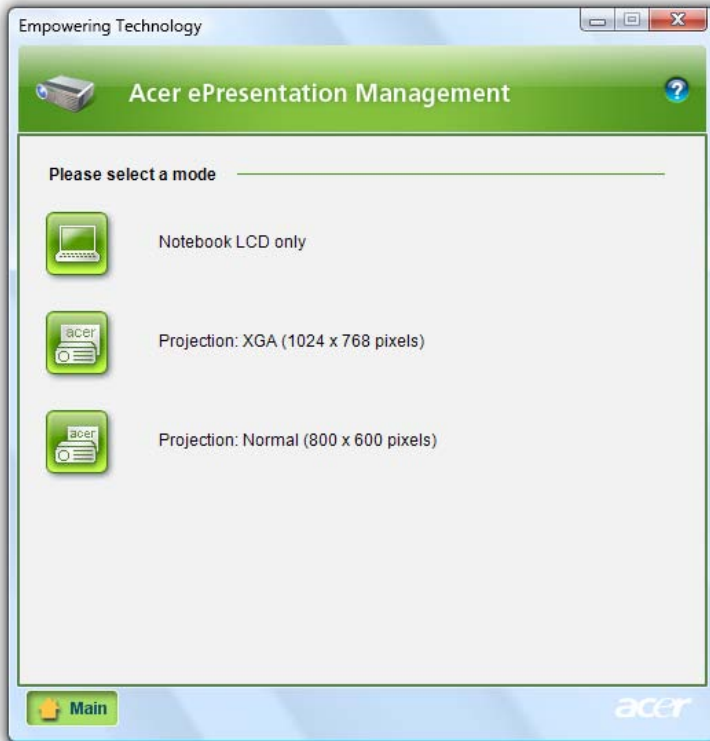 Empowering Technology
Acer ePresentation Management
?
Please select a mode
Notebook LCD only
acer
Projection: XGA (1024 x 768 pixels)
acer
Projection: Normal (800 x 600 pixels)
Main
acer